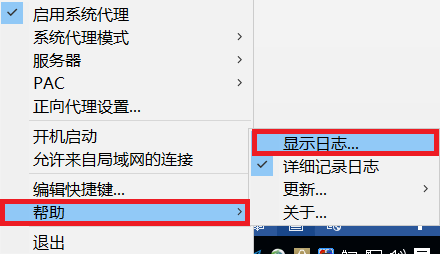 启用系统代理
系统代理模式
服务器
PAC
正向代理设置...
开机启动
允许来自局域网的连接
编辑快捷键...
帮助
退出
显示日志...
详细记录日志
更新...
关于...